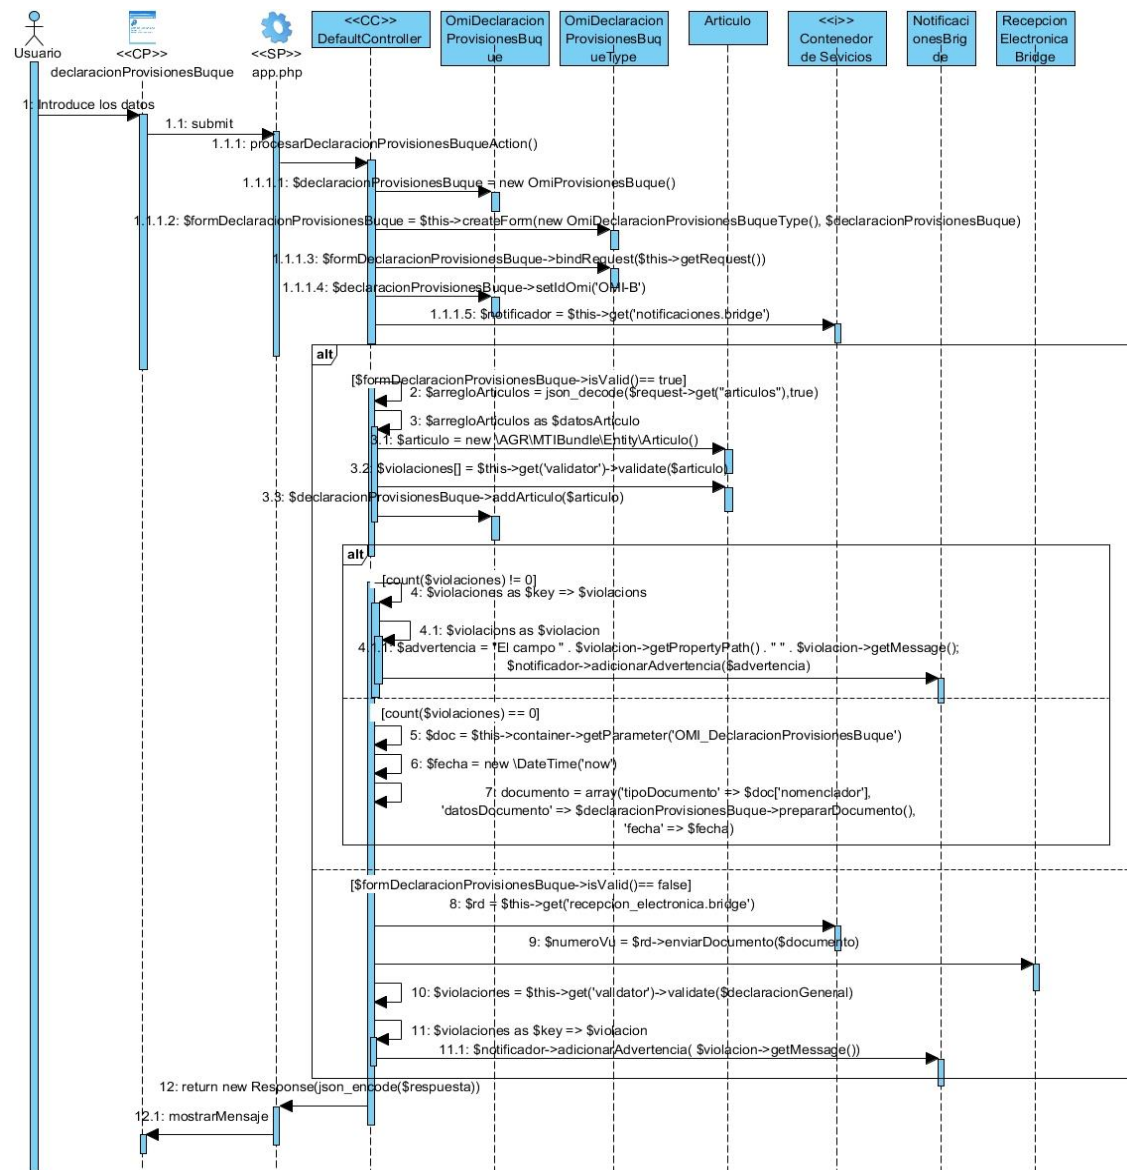 Usuario
<<CP>>
declaracionProvisionesBuque
<<SP>>
app.php
<<CC>>
DefaultController
OmiDeclaracion
ProvisionesBuq
ue
OmiDeclaracion
ProvisionesBuq
ueType
Articulo
<<i>>
Contenedor
de Sevicios
Notificaci
onesBrig
de
Recepcion
Electronica
Bridge
1: Introduce los datos
1.1: submit
1.1.1: procesarDeclaracionProvisionesBuqueAction()
1.1.1.1: $declaracionProvisionesBuque = new OmiProvisionesBuque()
1.1.1.2: $formDeclaracionProvisionesBuque = $this->createForm(new OmiDeclaracionProvisionesBuqueType(), $declaracionProvisionesBuque)
1.1.1.3: $formDeclaracionProvisionesBuque->bindRequest($this->getRequest())
1.1.1.4: $declaracionProvisionesBuque->setIdOmi('OMI-B')
1.1.1.5: $notificador = $this->get('notificaciones.bridge')
alt
[$formDeclaracionProvisionesBuque->isValid()== true]
2: $arregloArticulos = json_decode($request->get("articulos"),true)
3: $arregloArticulos as $datosArticulo
3.1: $articulo = new \AGR\MTIBundle\Entity\Articulo()
3.2: $violaciones[] = $this->get('validator')->validate($articulo)
3.3: $declaracionProvisionesBuque->addArticulo($articulo)
alt
[count($violaciones) != 0]
4: $violaciones as $key => $violacions
4.1: $violacions as $violacion
4.1.1: $advertencia = "El campo " . $violacion->getPropertyPath() . " " . $violacion->getMessage();
$notificador->adicionarAdvertencia($advertencia)
[count($violaciones) == 0]
5: $doc = $this->container->getParameter('OMI_DeclaracionProvisionesBuque')
6: $fecha = new \DateTime('now')
7: documento = array('tipoDocumento' => $doc['nomenclador'],
'datosDocumento' => $declaracionProvisionesBuque->prepararDocumento(),
'fecha' => $fecha)
[$formDeclaracionProvisionesBuque->isValid()== false]
8: $rd = $this->get('recepcion_electronica.bridge')
9: $numeroVu = $rd->enviarDocumento($documento)
10: $violaciones = $this->get('validator')->validate($declaracionGeneral)
11: $violaciones as $key => $violacion
11.1: $notificador->adicionarAdvertencia( $violacion->getMessage())
12: return new Response(json_encode($respuesta))
12.1: mostrarMensaje